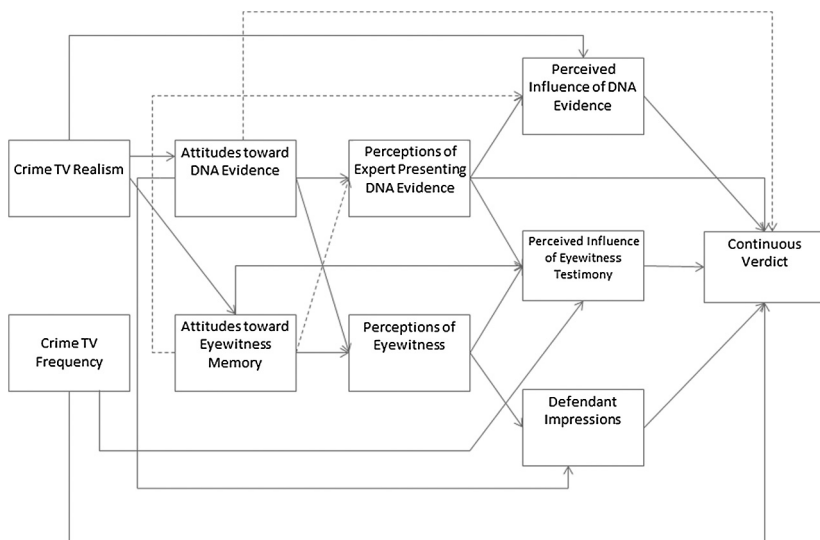 Crime TV Realism
Attitudes toward
DNA Evidence
Perceptions of
Expert Presenting
DNA Evidence
Perceived
Influence of DNA
Evidence
Perceived Influence
of Eyewitness
Testimony
Continuous
Verdict
Crime TV
Frequency
Attitudes toward
Eyewitness
Memory
Perceptions of
Eyewitness
Defendant
Impressions